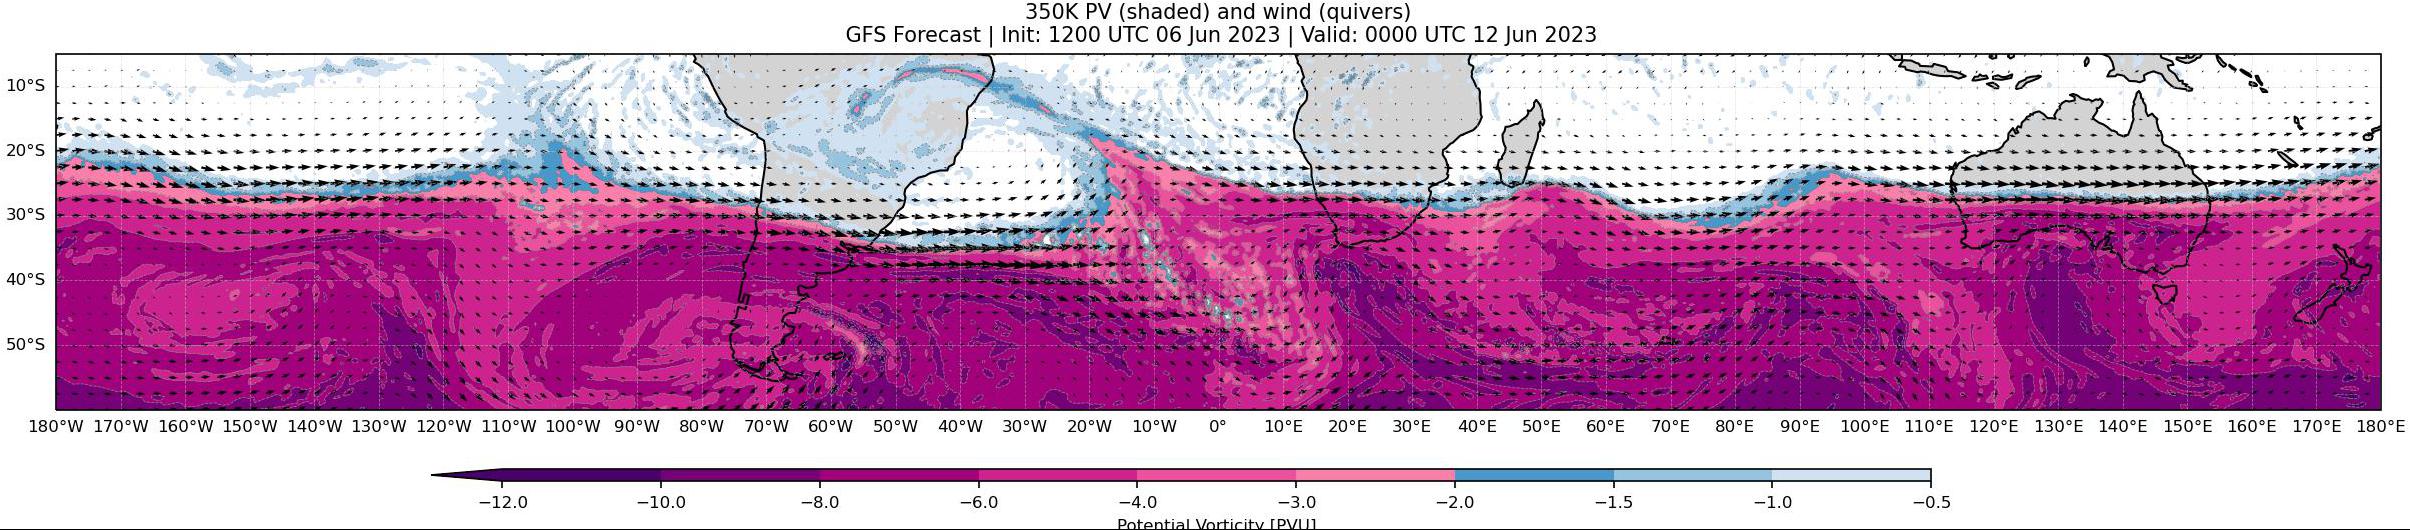 350K PV (shaded) and wind (quivers)
GFS Forecast | Init: 1200 UTC 06 Jun 2023 | Valid: 0000 UTC 12 Jun 2023
10°S
20°S
30°S
40°S
50°S
180°W 170°W 160°W 150°W 140°W 130°W 120°W 110°W 100°W 90°W 80°W 70°W 60°W 50°W 40°W 30°W 20°W 10°W 0° 10°E 20°E 30°E 40°E 50°E 60°E 70°E 80°E 90°E 100°E 110°E 120°E 130°E 140°E 150°E 160°E 170°E 180°E
−12.0 −10.0 −8.0 −6.0 −4.0 −3.0 −2.0 −1.5 −1.0 −0.5
Potential Vorticity [PVU]